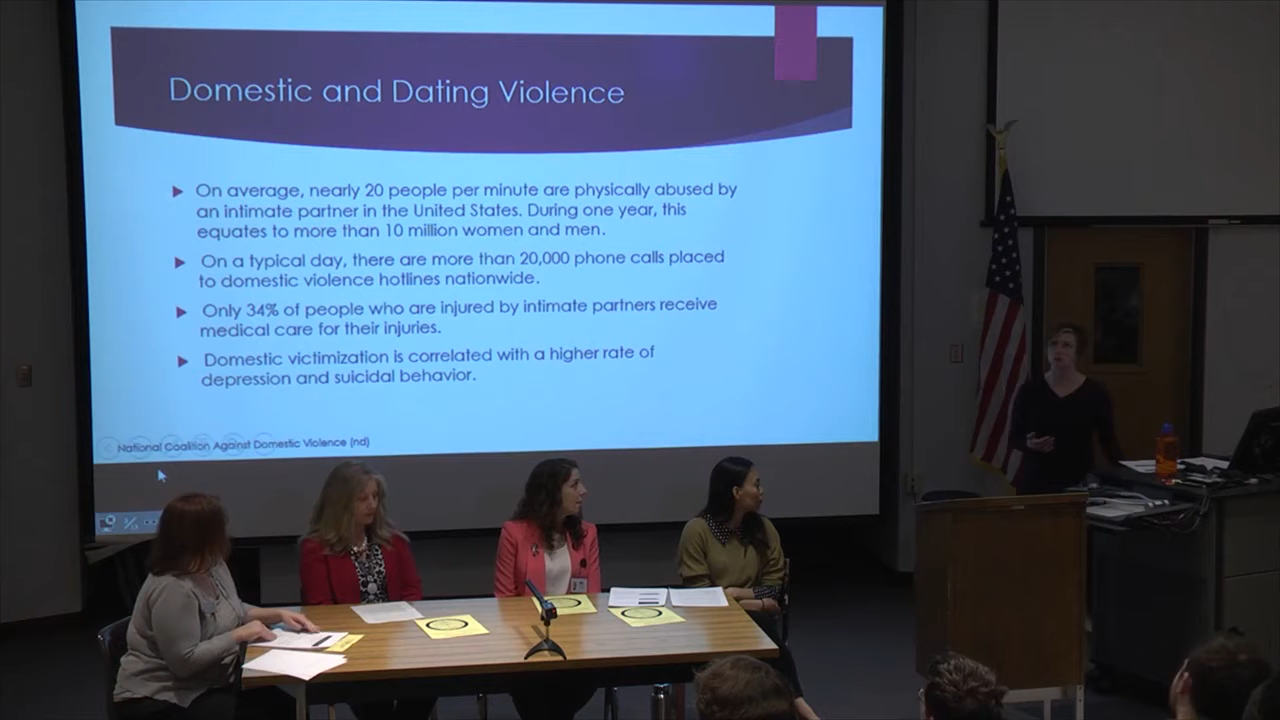 Domestic and Dating Violence
On average, nearly 20 people per minute are physically abused by
an intimate partner in the United States. During one year, this
equates to more than 10 million women and men.
On a typical day, there are more than 20,000 phone calls placed
to domestic violence hotlines nationwide.
Only 34% of people who are injured by intimate partners receive
medical care for their injuries.
Domestic victimization is correlated with a higher rate of
depression and suicidal behavior.
National Coalition Against Domestic Violence (nd)